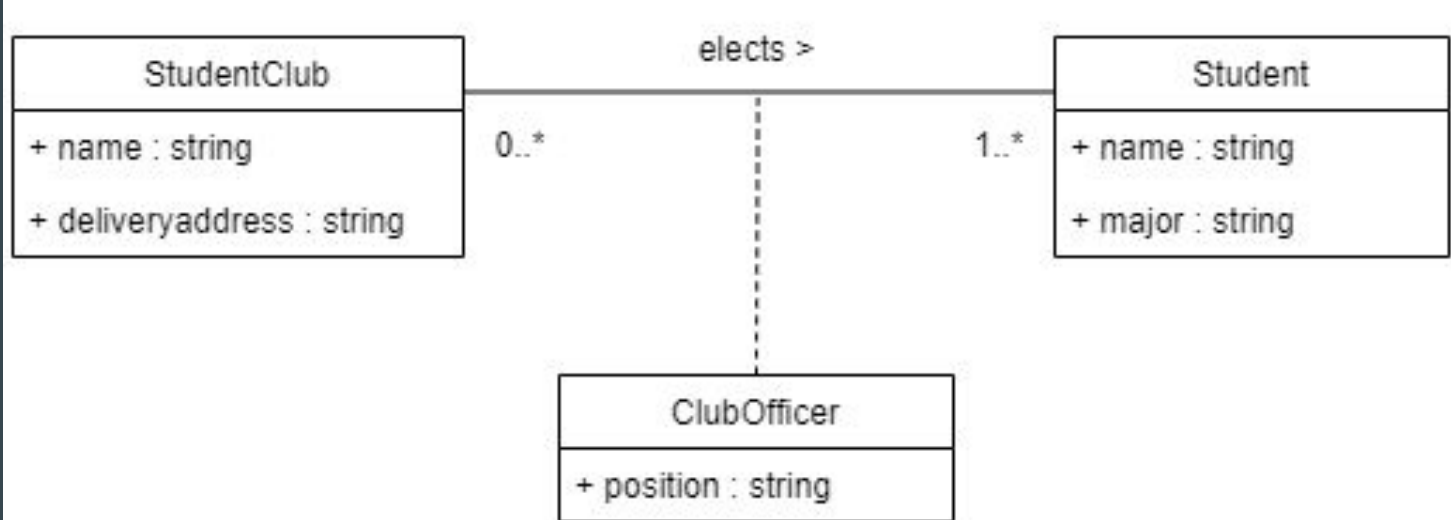 elects >
StudentClub
Student
+ name : string
0..*
1..*
+ name : string
+ deliveryaddress : string
+ major : string
ClubOfficer
+ position : string